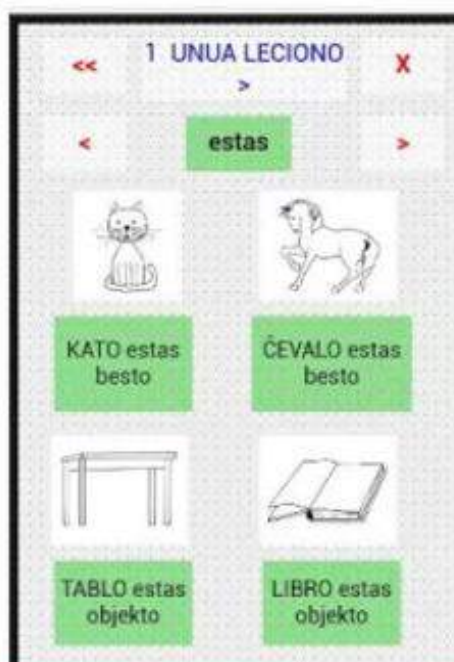 <<
1 UNUA LECIONO
X
>
<
estas
>
KATO estas
besto
ĈEVALO estas
besto
TABLO estas
objekto
LIBRO estas
objekto